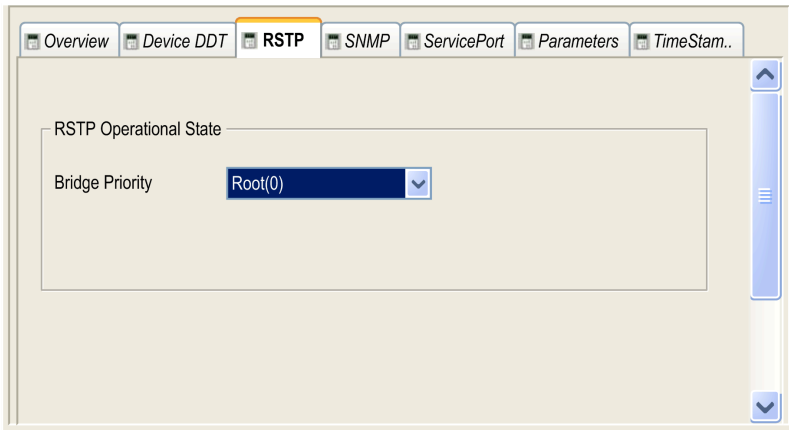 Overview Device DDT RSTP SNMP ServicePort Parameters TimeStam..
RSTP Operational State
Bridge Priority Root(0)